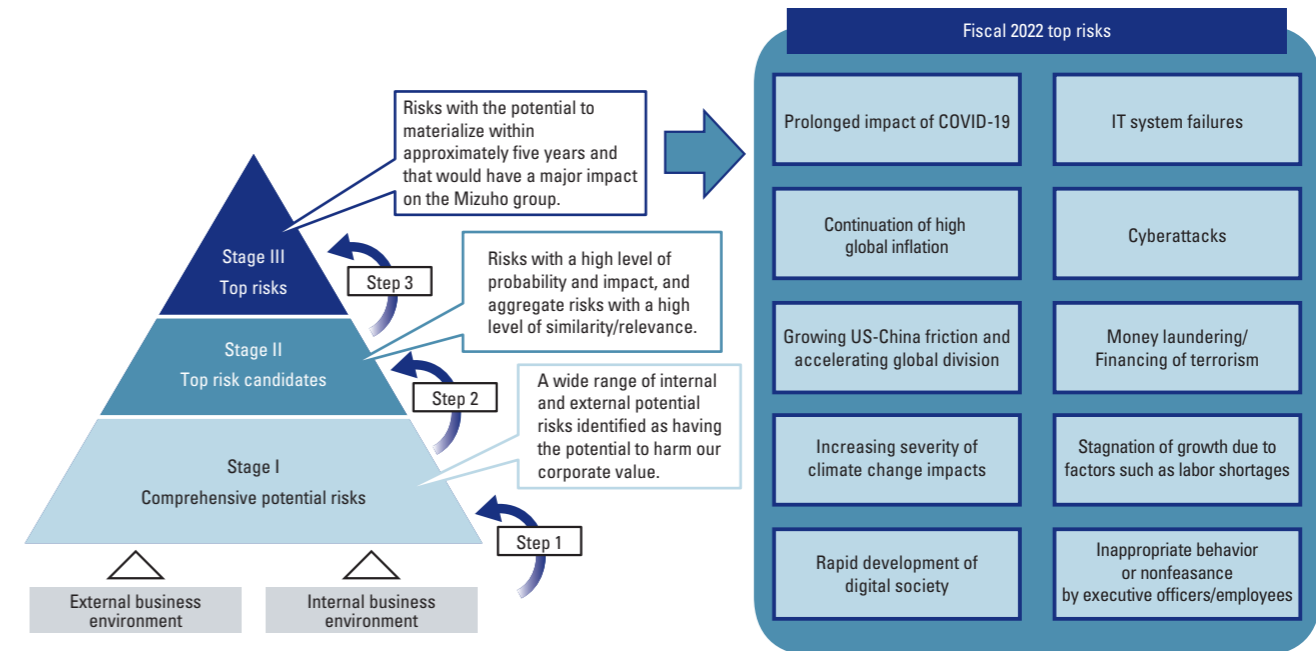 Fiscal 2022 top risks
Risks with the potential to
materialize within
approximately five years and
that would have a major impact
on the Mizuho group.
Stage III
Top risks
Step 3
Risks with a high level of
probability and impact, and
aggregate risks with a high
level of similarity/relevance.
Stage II
Top risk candidates
Step 2
A wide range of internal
and external potential
risks identified as having
the potential to harm our
corporate value.
Stage I
Comprehensive potential risks
Step 1
External business
environment
Internal business
environment
Prolonged impact of COVID-19
IT system failures
Continuation of high
global inflation
Cyberattacks
Growing US-China friction and
accelerating global division
Money laundering/
Financing of terrorism
Increasing severity of
climate change impacts
Stagnation of growth due to
factors such as labor shortages
Rapid development of
digital society
Inappropriate behavior
or nonfeasance
by executive officers/employees